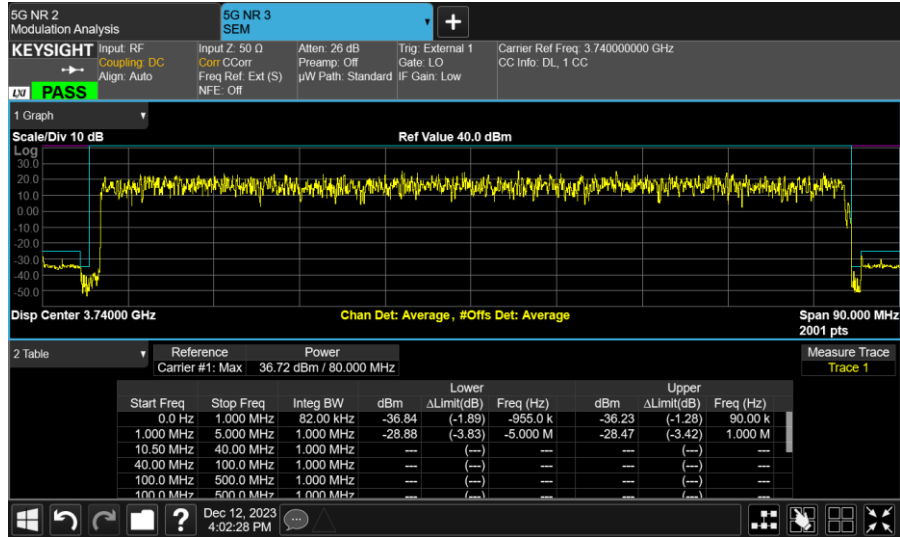 5G NR 2
Modulation Analysis
5G NR 3
SEM
KEYSIGHT
Input: RF
Coupling: DC
Align: Auto
Input Z: 50 Ω
Corr CCorr
Freq Ref: Ext (S)
NFE: Off
Atten: 26 dB
Preamp: Off
µW Path: Standard
Trig: External 1
Gate: LO
IF Gain: Low
Carrier Ref Freq: 3.740000000 GHz
CC Info: DL, 1 CC
LXI PASS
1 Graph
Scale/Div 10 dB
Ref Value 40.0 dBm
Log
30.0
20.0
10.0
0.00
-10.0
-20.0
-30.0
-40.0
-50.0
Disp Center 3.74000 GHz
Chan Det: Average, #Offs Det: Average
Span 90.000 MHz
2001 pts
2 Table
Reference Power
Carrier #1: Max 36.72 dBm / 80.000 MHz
Measure Trace
Trace 1
Lower Upper
Start Freq Stop Freq Integ BW dBm ΔLimit(dB) Freq (Hz) dBm ΔLimit(dB) Freq (Hz)
0.0 Hz 1.000 MHz 82.00 kHz -36.84 (-1.89) -955.0 k -36.23 (-1.28) 90.00 k
1.000 MHz 5.000 MHz 1.000 MHz -28.88 (-3.83) -5.000 M -28.47 (-3.42) 1.000 M
10.50 MHz 40.00 MHz 1.000 MHz --- (---) --- --- (---) ---
40.00 MHz 100.0 MHz 1.000 MHz --- (---) --- --- (---) ---
100.0 MHz 500.0 MHz 1.000 MHz --- (---) --- --- (---) ---
100.0 MHz 500.0 MHz 1.000 MHz --- (---) --- --- (---) ---
Dec 12, 2023
4:02:28 PM